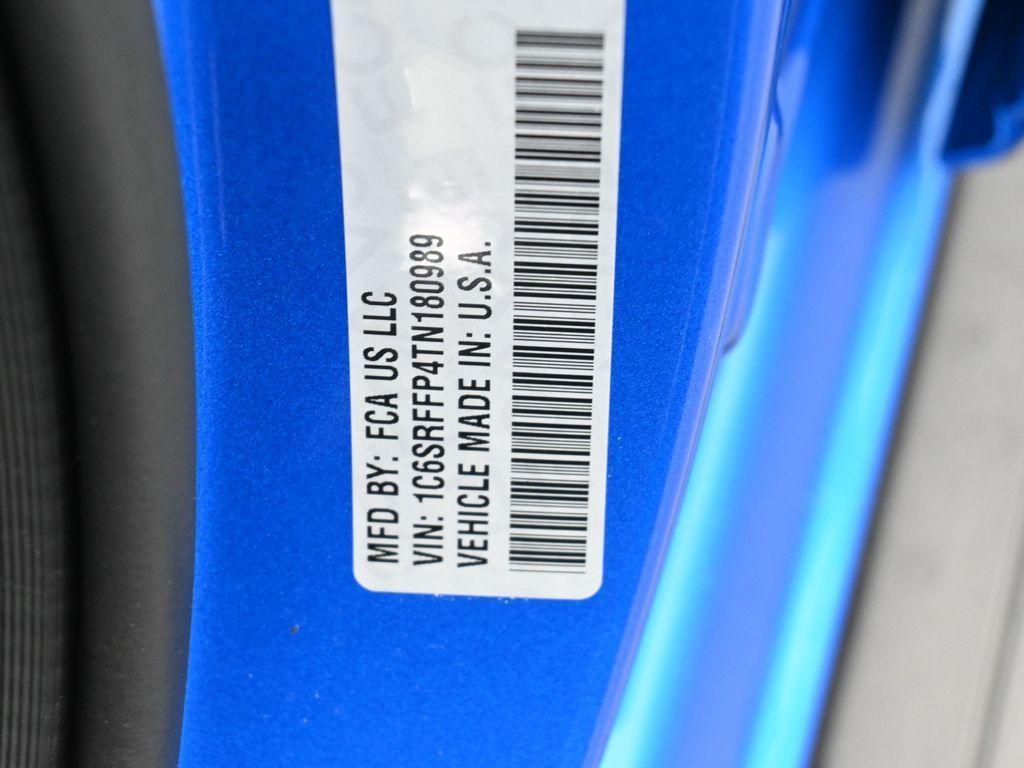 MFD BY: FCA US LLC
VIN: 1C6SRFFP4TN180989
VEHICLE MADE IN: U.S.A.